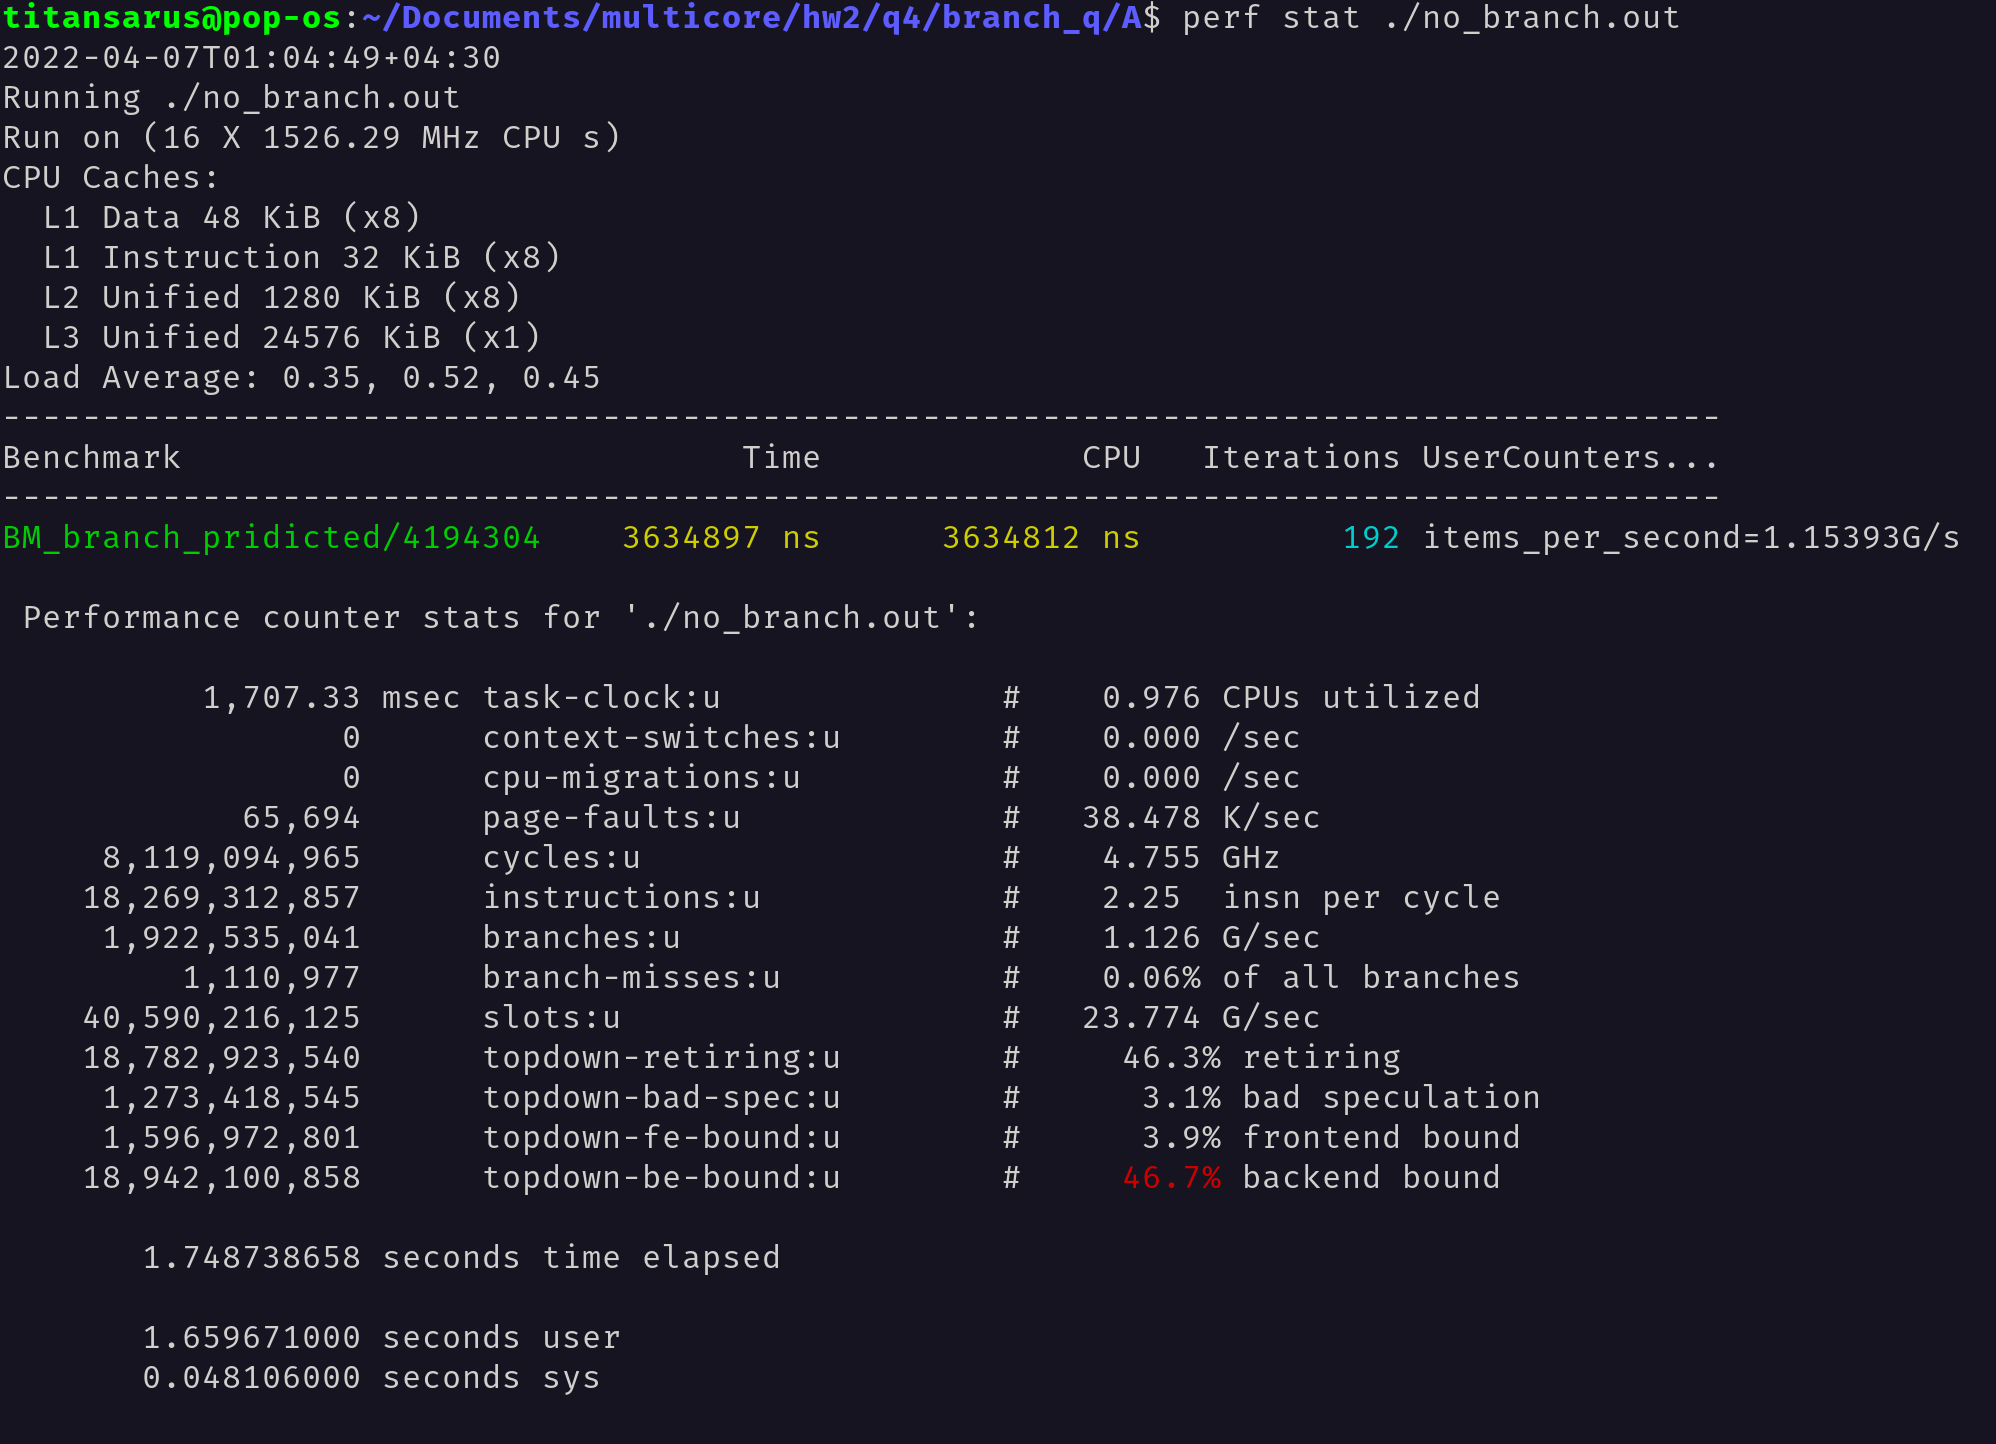 titansarus@pop-os:~/Documents/multicore/hw2/q4/branch_q/A$ perf stat ./no_branch.out
2022-04-07T01:04:49+04:30
Running ./no_branch.out
Run on (16 X 1526.29 MHz CPU s)
CPU Caches:
  L1 Data 48 KiB (x8)
  L1 Instruction 32 KiB (x8)
  L2 Unified 1280 KiB (x8)
  L3 Unified 24576 KiB (x1)
Load Average: 0.35, 0.52, 0.45
--------------------------------------------------------------------------------------
Benchmark                            Time             CPU   Iterations UserCounters...
--------------------------------------------------------------------------------------
BM_branch_pridicted/4194304    3634897 ns      3634812 ns          192 items_per_second=1.15393G/s

 Performance counter stats for './no_branch.out':

          1,707.33 msec task-clock:u              #    0.976 CPUs utilized
                 0      context-switches:u        #    0.000 /sec
                 0      cpu-migrations:u          #    0.000 /sec
            65,694      page-faults:u             #   38.478 K/sec
     8,119,094,965      cycles:u                  #    4.755 GHz
    18,269,312,857      instructions:u            #    2.25  insn per cycle
     1,922,535,041      branches:u                #    1.126 G/sec
         1,110,977      branch-misses:u           #    0.06% of all branches
    40,590,216,125      slots:u                   #   23.774 G/sec
    18,782,923,540      topdown-retiring:u        #     46.3% retiring
     1,273,418,545      topdown-bad-spec:u        #      3.1% bad speculation
     1,596,972,801      topdown-fe-bound:u        #      3.9% frontend bound
    18,942,100,858      topdown-be-bound:u        #     46.7% backend bound

       1.748738658 seconds time elapsed

       1.659671000 seconds user
       0.048106000 seconds sys